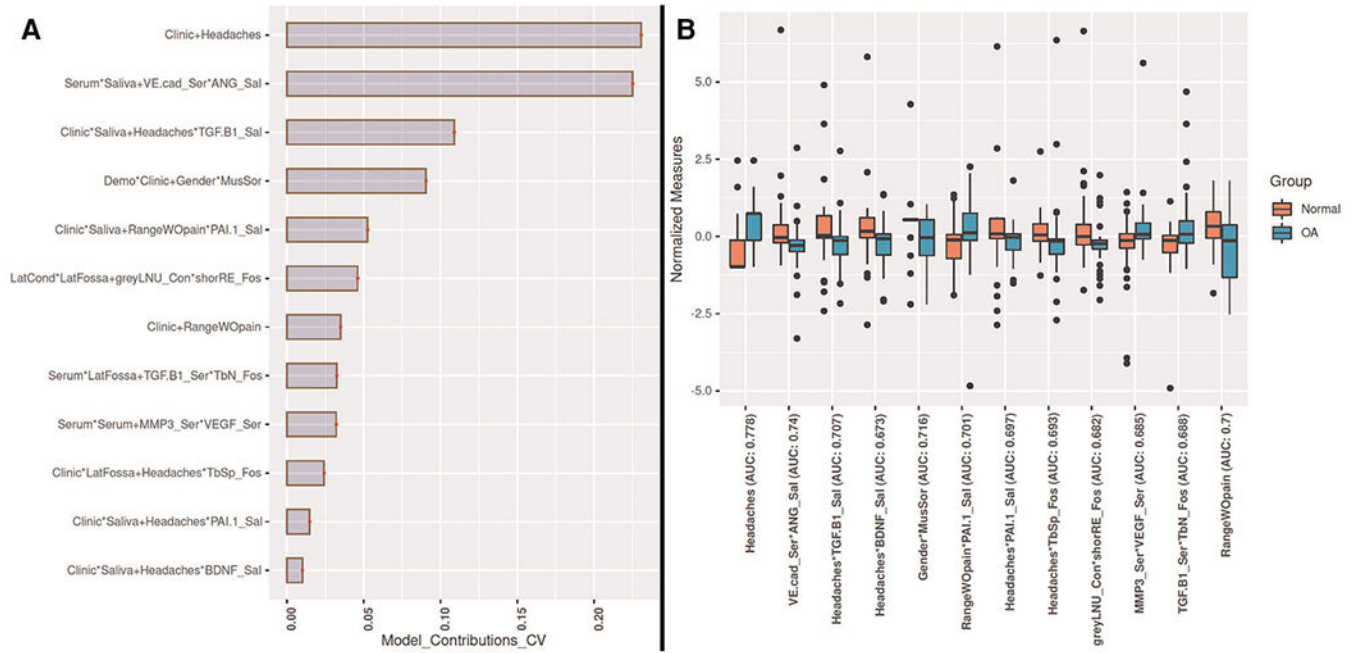 A
Clinic+Headaches
Serum*Saliva+VE.cad_Ser*ANG_Sal
Clinic*Saliva+Headaches*TGF.B1_Sal
Demo*Clinic+Gender*MusSor
Clinic*Saliva+RangeWOpain*PAI.1_Sal
LatCond*LatFossa+greyLNU_Con*shorRE_Fos
Clinic+RangeWOpain
Serum*LatFossa+TGF.B1_Ser*TbN_Fos
Serum*Serum+MMP3_Ser*VEGF_Ser
Clinic*LatFossa+Headaches*TbSp_Fos
Clinic*Saliva+Headaches*PAI.1_Sal
Clinic*Saliva+Headaches*BDNF_Sal
0.00
0.05
0.10
0.15
0.20
Model_Contributions_CV
B
Normalized Measures
5.0
2.5
0.0
-2.5
-5.0
Headaches (AUC: 0.778)
VE.cad_Ser*ANG_Sal (AUC: 0.74)
Headaches*TGF.B1_Sal (AUC: 0.707)
Headaches*BDNF_Sal (AUC: 0.673)
Gender*MusSor (AUC: 0.716)
RangeWOpain*PAI.1_Sal (AUC: 0.701)
Headaches*PAI.1_Sal (AUC: 0.697)
Headaches*TbSp_Fos (AUC: 0.693)
greyLNU_Con*shorRE_Fos (AUC: 0.682)
MMP3_Ser*VEGF_Ser (AUC: 0.685)
TGF.B1_Ser*TbN_Fos (AUC: 0.688)
RangeWOpain (AUC: 0.7)
Group
Normal
OA